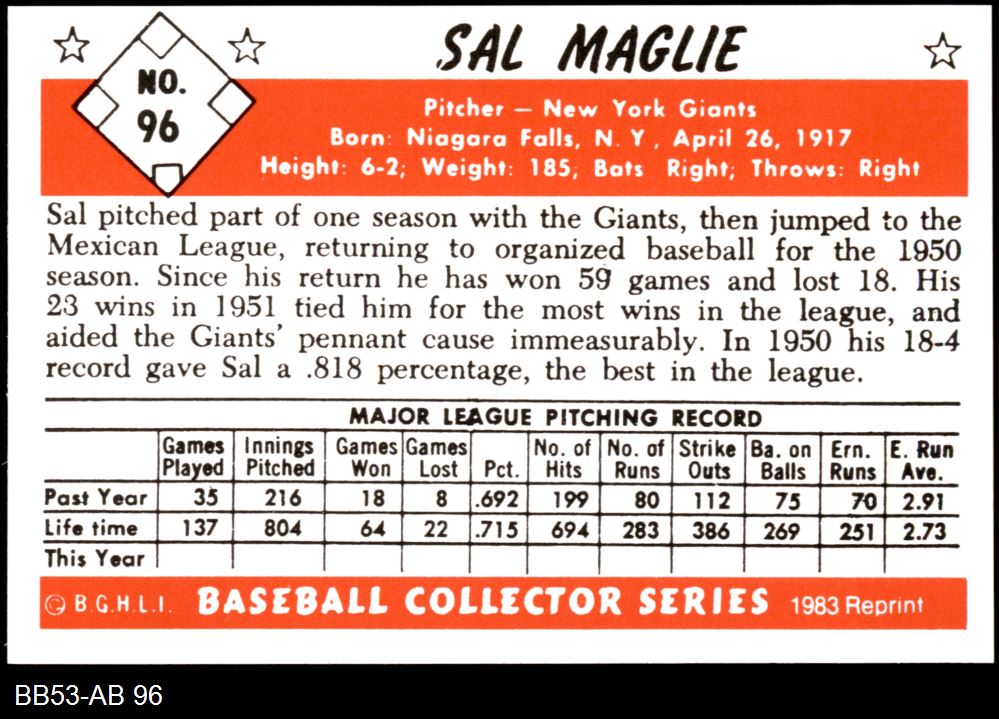 SAL MAGLIE
NO.
96
Pitcher — New York Giants
Born: Niagara Falls, N. Y., April 26, 1917
Height: 6-2; Weight: 185; Bats Right; Throws: Right
Sal pitched part of one season with the Giants, then jumped to the
Mexican League, returning to organized baseball for the 1950
season. Since his return he has won 59 games and lost 18. His
23 wins in 1951 tied him for the most wins in the league, and
aided the Giants' pennant cause immeasurably. In 1950 his 18-4
record gave Sal a .818 percentage, the best in the league.
MAJOR LEAGUE PITCHING RECORD
Games Innings Games Games No. of No. of Strike Ba. on Ern. E. Run
Played Pitched Won Lost Pct. Hits Runs Outs Balls Runs Ave.
Past Year 35 216 18 8 .692 199 80 112 75 70 2.91
Life time 137 804 64 22 .715 694 283 386 269 251 2.73
This Year
© B.G.H.L.I. BASEBALL COLLECTOR SERIES 1983 Reprint
BB53-AB 96